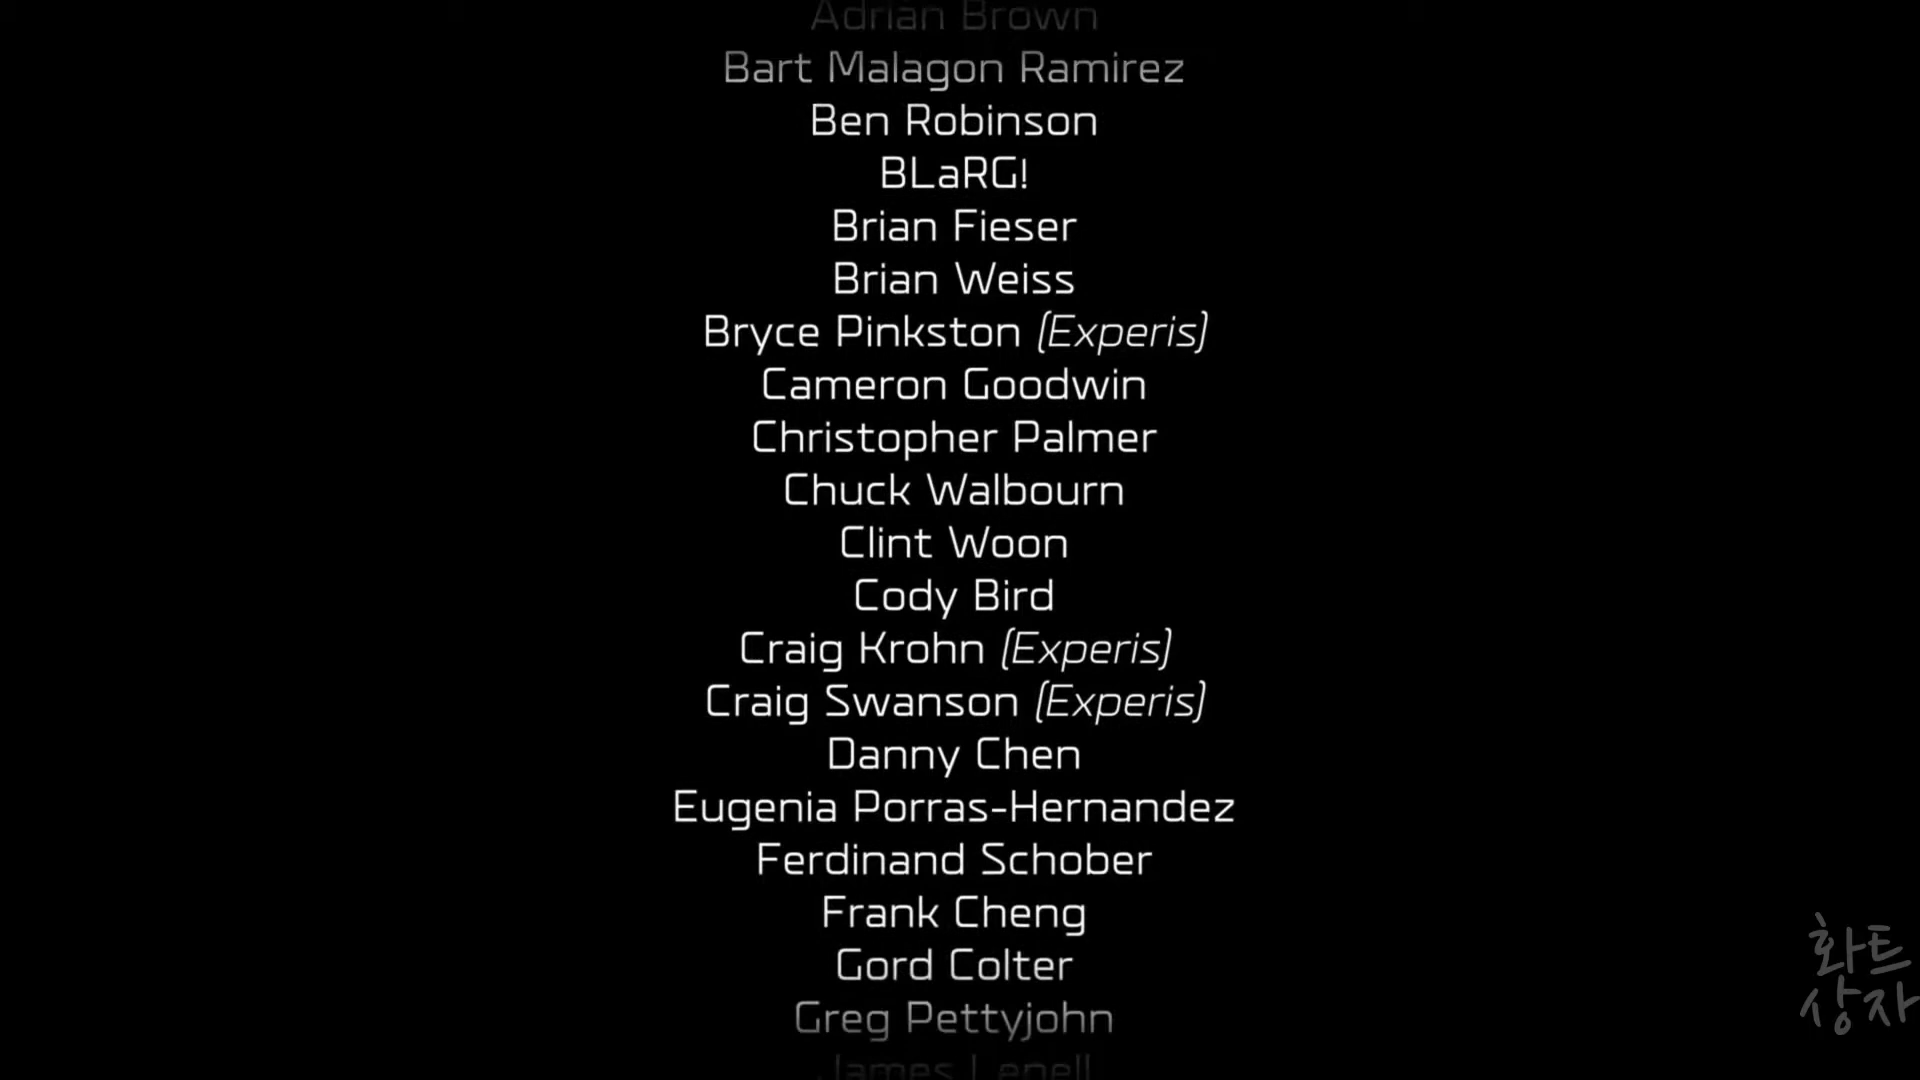 Adrian Brown
Bart Malagon Ramirez
Ben Robinson
BLaRG!
Brian Fieser
Brian Weiss
Bryce Pinkston (Experis)
Cameron Goodwin
Christopher Palmer
Chuck Walbourn
Clint Woon
Cody Bird
Craig Krohn (Experis)
Craig Swanson (Experis)
Danny Chen
Eugenia Porras-Hernandez
Ferdinand Schober
Frank Cheng
Gord Colter
Greg Pettyjohn
James Lenell
화트
상자